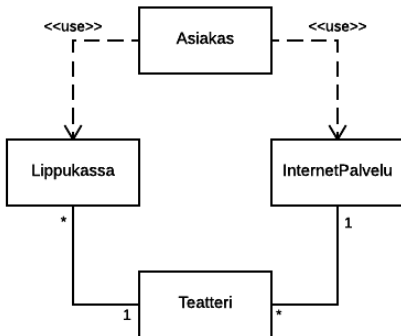 <<use>>
Asiakas
<<use>>
Lippukassa
InternetPalvelu
*
1
1
Teatteri
*